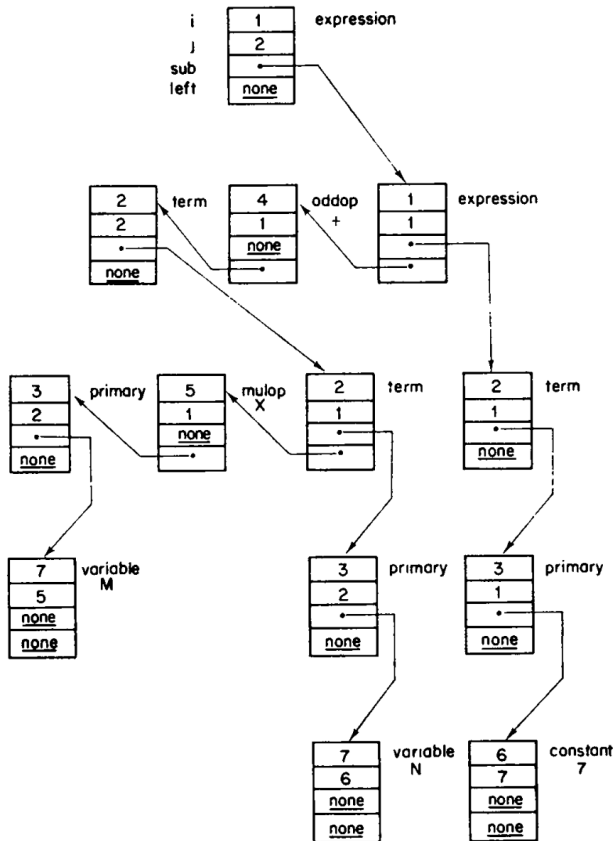 i 1 expression
j 2
sub
left none
2 term 4 addop 1 expression
2 1 + 1
none
none
3 primary 5 mulop 2 term 2 term
2 1 X 1 1
none
none none
7 variable 3 primary 3 primary
5 M 2 1
none
none none none
7 variable 6 constant
6 N 7 7
none none
none none